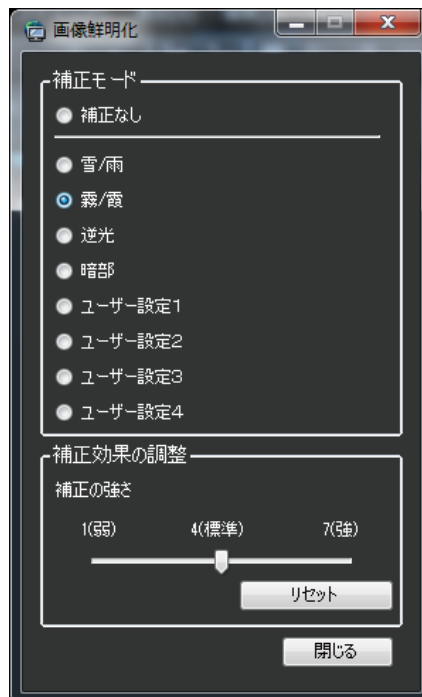 画像鮮明化
補正モード
補正なし
雪/雨
霧/霞
逆光
暗部
ユーザー設定1
ユーザー設定2
ユーザー設定3
ユーザー設定4
補正効果の調整
補正の強さ
1(弱) 4(標準) 7(強)
リセット
閉じる